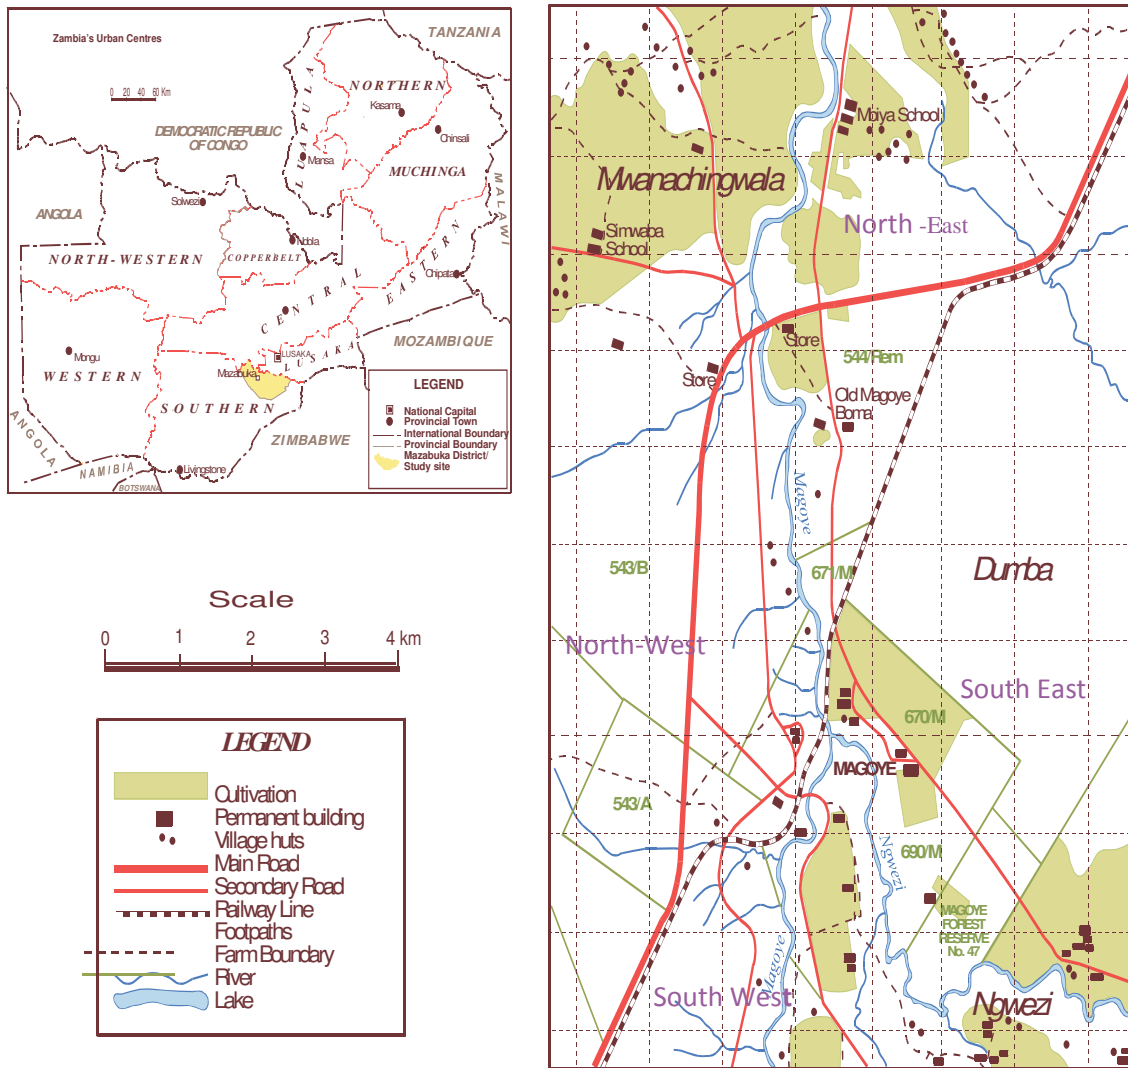 Zambia's Urban Centres
TANZANIA
0 20 40 60 Km
NORTHERN
Kasama
LUAPULA
DEMOCRATIC REPUBLIC
OF CONGO
Chinsali
Mansa
MUCHINGA
MALAWI
Solwezi
ANGOLA
Ndola
NORTH-WESTERN
COPPERBELT
EASTERN
Chipata
CENTRAL
MOZAMBIQUE
Mongu
LUSAKA
LUSAKA
WESTERN
Mazabuka
SOUTHERN
ANGOLA
ZIMBABWE
NAMIBIA
Livingstone
BOTSWANA
LEGEND
National Capital
Provincial Town
International Boundary
Provincial Boundary
Mazabuka District/
Study site
Scale
0 1 2 3 4 km
LEGEND
Cultivation
Permanent building
Village huts
Main Road
Secondary Road
Railway Line
Footpaths
Farm Boundary
River
Lake
Mbiya School
Mwanachingwala
North -East
Simwaba
School
Store
544/Rem
Store
Old Magoye
Boma
Magoye
543/B
671/M
Dumba
North-West
South East
670/M
MAGOYE
543/A
690/M
Ngwezi
MAGOYE
FOREST
RESERVE
No. 47
Magoye
South West
Ngwezi